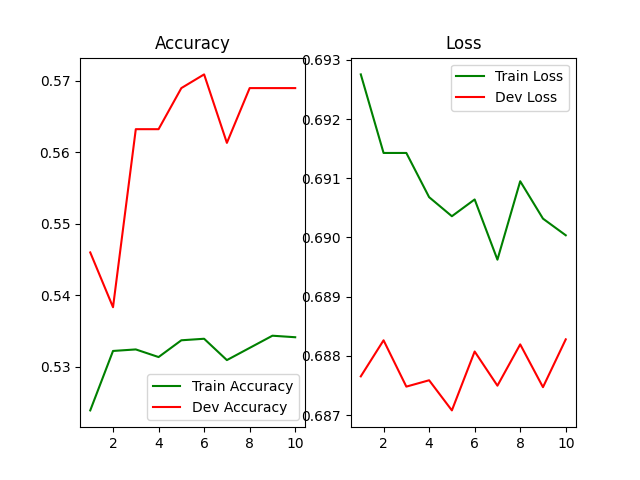 Accuracy
0.57
0.56
0.55
0.54
0.53
2 4 6 8 10
Train Accuracy
Dev Accuracy
Loss
0.693
0.692
0.691
0.690
0.689
0.688
0.687
2 4 6 8 10
Train Loss
Dev Loss